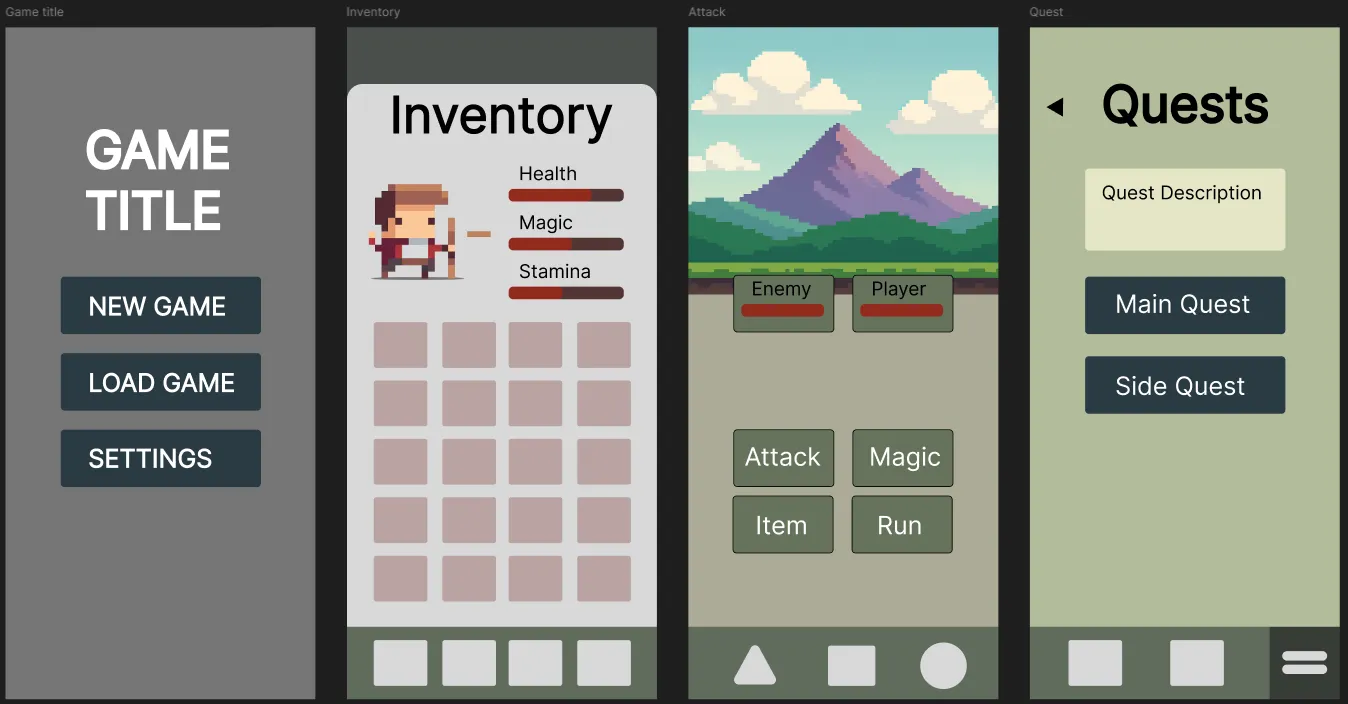 Game title
GAME
TITLE
NEW GAME
LOAD GAME
SETTINGS
Inventory
Inventory
Health
Magic
Stamina
Attack
Enemy
Player
Attack
Magic
Item
Run
Quest
Quests
Quest Description
Main Quest
Side Quest